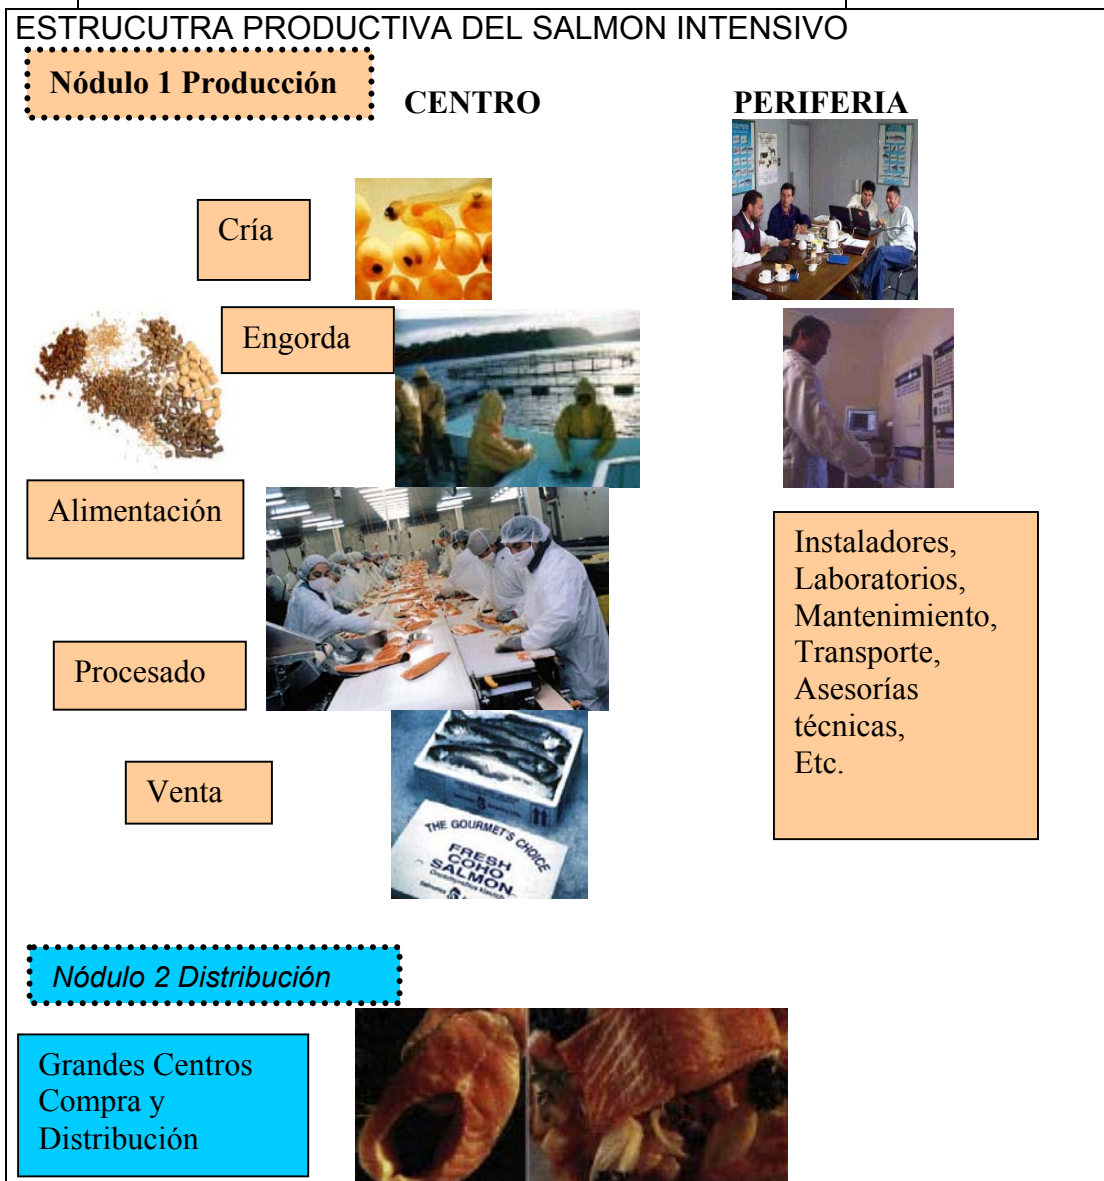 ESTRUCUTRA PRODUCTIVA DEL SALMON INTENSIVO
Nódulo 1 Producción
CENTRO
PERIFERIA
Cría
Engorda
Alimentación
Procesado
Venta
Instaladores,
Laboratorios,
Mantenimiento,
Transporte,
Asesorías
técnicas,
Etc.
THE GOURMET'S CHOICE
FRESH
COHO
SALMON
Nódulo 2 Distribución
Grandes Centros
Compra y
Distribución